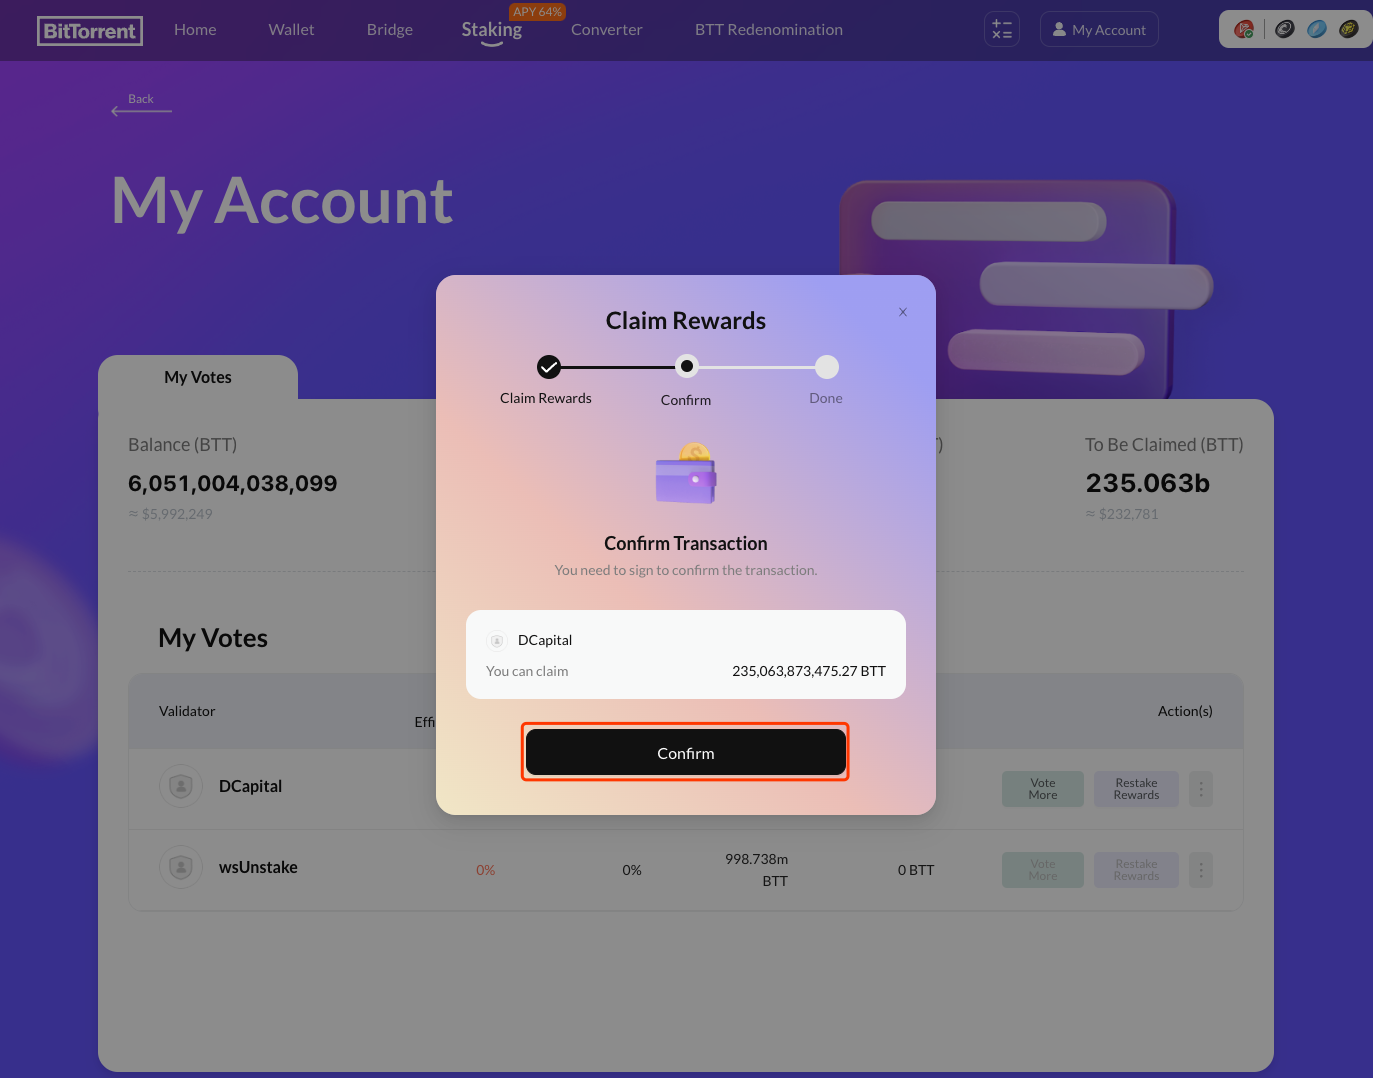 APY 64%
BitTorrent
Home
Wallet
Bridge
Staking
Converter
BTT Redenomination
My Account
Back
My Account
Claim Rewards
x
Claim Rewards
Confirm
Done
My Votes
Balance (BTT)
T)
To Be Claimed (BTT)
6,051,004,038,099
235.063b
≈ $5,992,249
≈ $232,781
Confirm Transaction
You need to sign to confirm the transaction.
My Votes
DCapital
You can claim
235,063,873,475.27 BTT
Validator
Effi
Action(s)
Confirm
DCapital
Vote
More
Restake
Rewards
wsUnstake
0%
0%
998.738m
BTT
0 BTT
Vote
More
Restake
Rewards